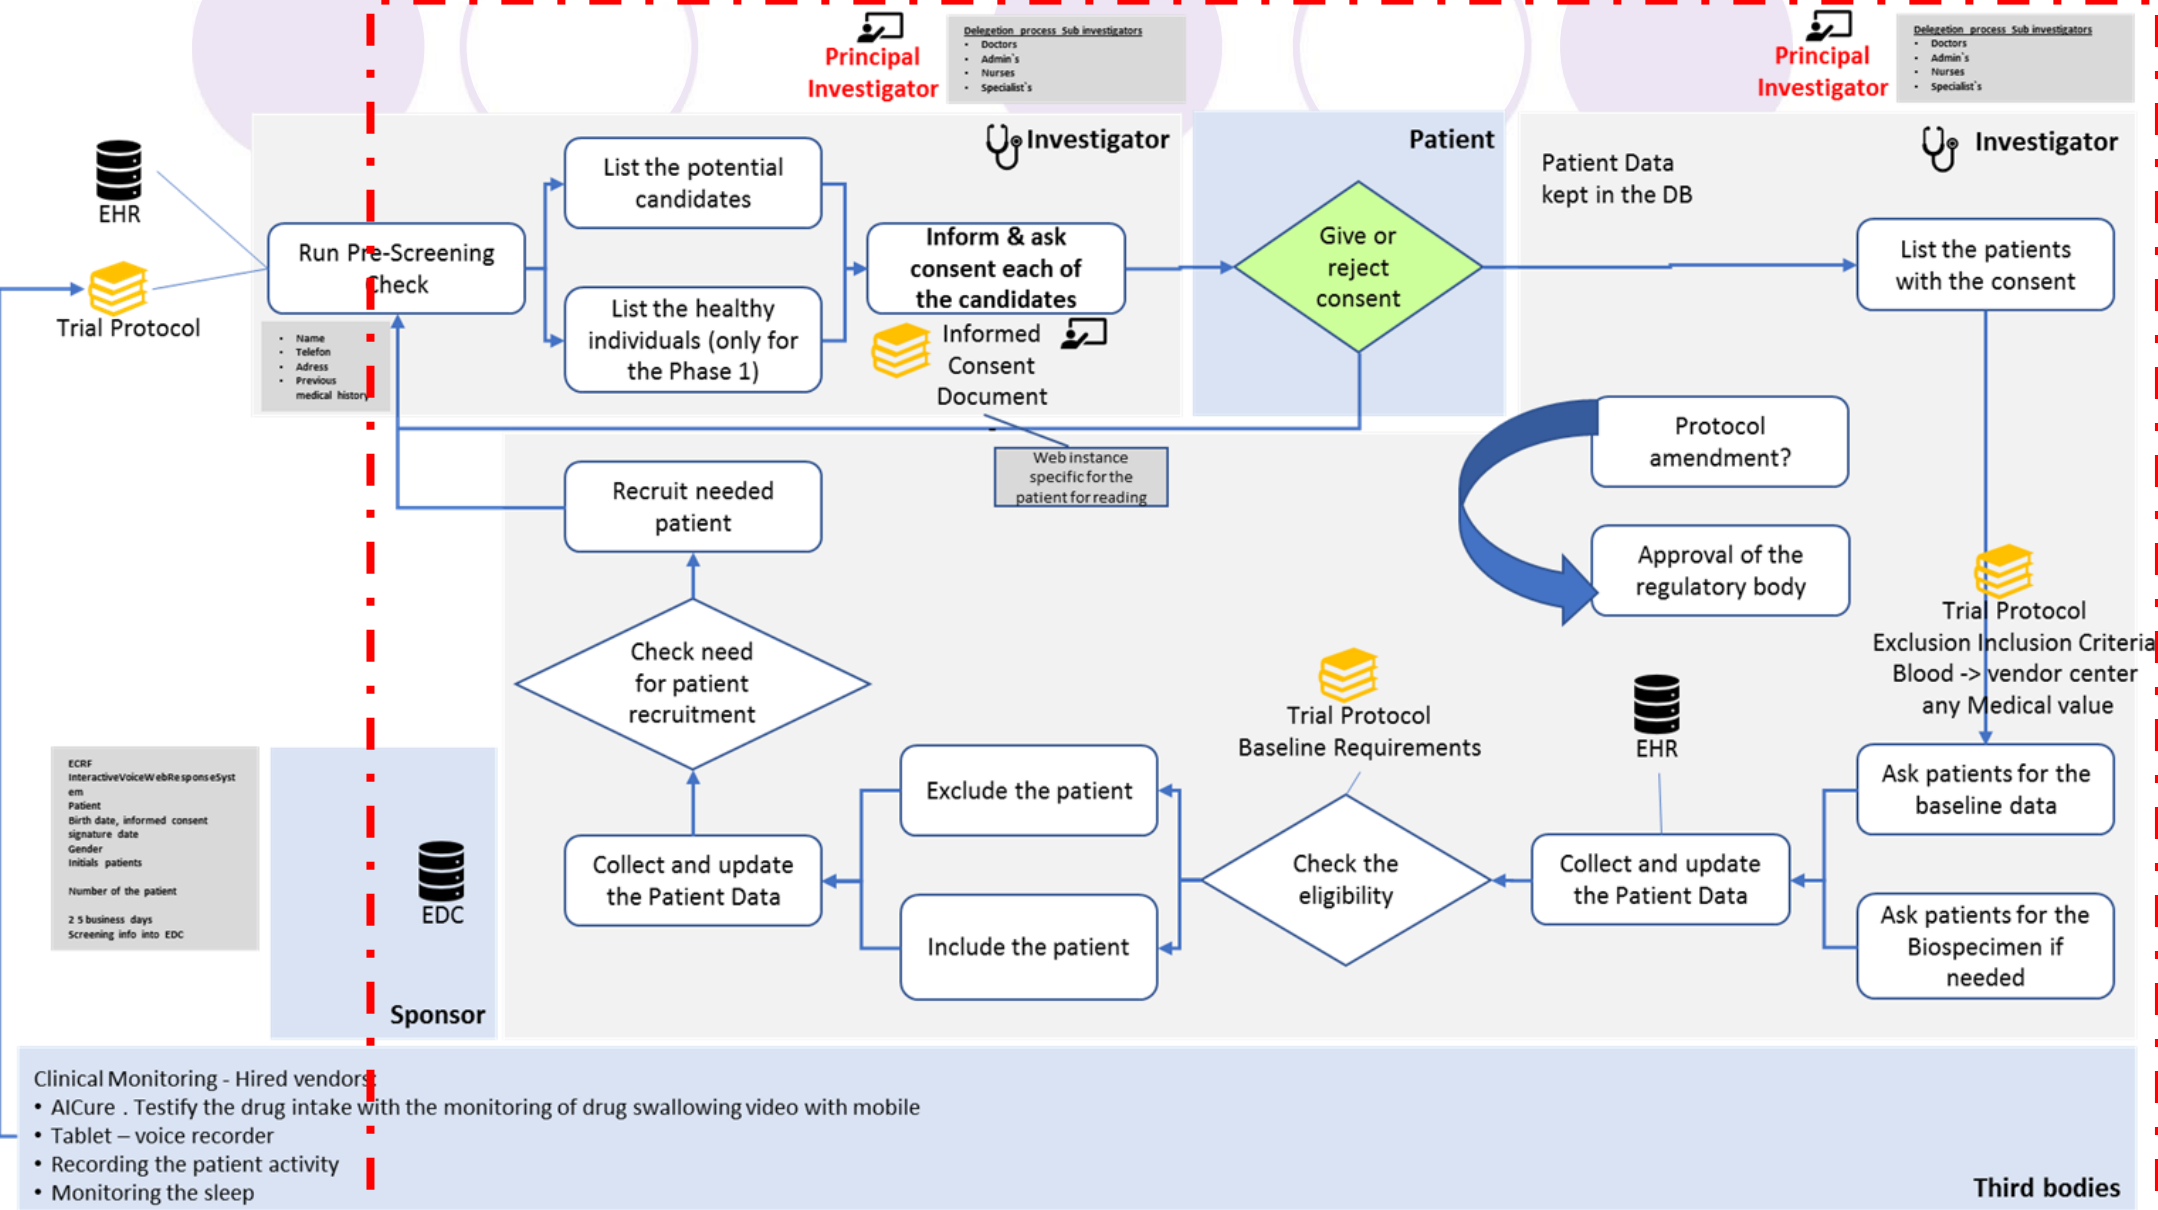 Principal
Investigator
Delegetion process Sub investigators
• Doctors
• Admin`s
• Nurses
• Specialist`s
Principal
Investigator
Delegetion process Sub investigators
• Doctors
• Admin`s
• Nurses
• Specialist`s
EHR
Trial Protocol
Investigator
Run Pre-Screening
Check
• Name
• Telefon
• Adress
• Previous
medical history
List the potential
candidates
List the healthy
individuals (only for
the Phase 1)
Inform & ask
consent each of
the candidates
Informed
Consent
Document
Web instance
specific for the
patient for reading
Patient
Give or
reject
consent
Investigator
Patient Data
kept in the DB
List the patients
with the consent
Protocol
amendment?
Approval of the
regulatory body
Trial Protocol
Exclusion Inclusion Criteria
Blood -> vendor center
any Medical value
Recruit needed
patient
Check need
for patient
recruitment
Collect and update
the Patient Data
Exclude the patient
Include the patient
Trial Protocol
Baseline Requirements
Check the
eligibility
EHR
Collect and update
the Patient Data
Ask patients for the
baseline data
Ask patients for the
Biospecimen if
needed
ECRF
InteractiveVoiceWebResponseSyst
em
Patient
Birth date, informed consent
signature date
Gender
Initials patients
Number of the patient
2 5 business days
Screening info into EDC
EDC
Sponsor
Clinical Monitoring - Hired vendors:
• AICure . Testify the drug intake with the monitoring of drug swallowing video with mobile
• Tablet – voice recorder
• Recording the patient activity
• Monitoring the sleep
Third bodies